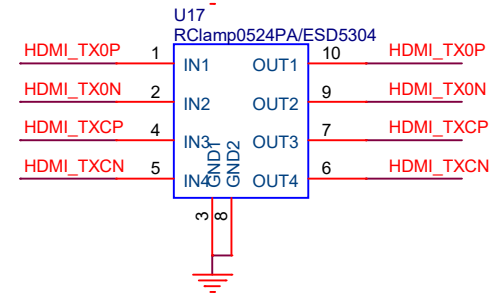 U17
RClamp0524PA/ESD5304
HDMI_TX0P 1 IN1 OUT1 10 HDMI_TX0P
HDMI_TX0N 2 IN2 OUT2 9 HDMI_TX0N
HDMI_TXCP 4 IN3 OUT3 7 HDMI_TXCP
HDMI_TXCN 5 IN4 OUT4 6 HDMI_TXCN
GND1 GND2
3 8